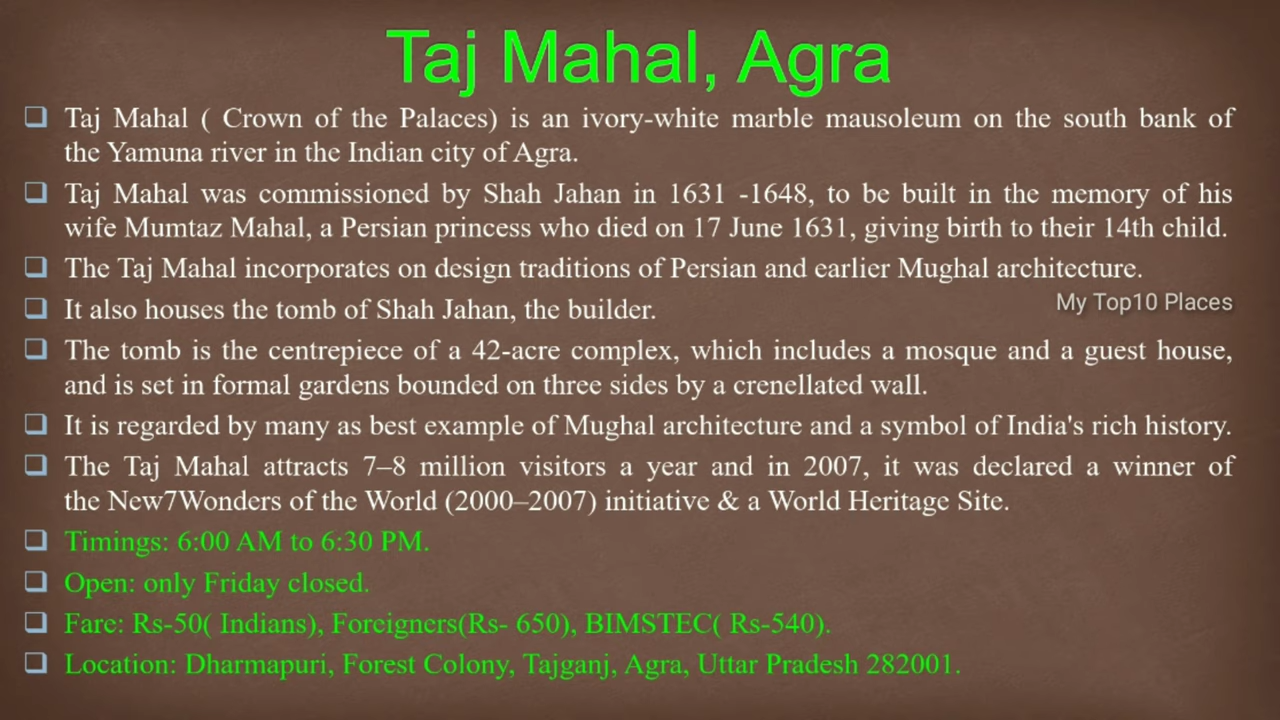 Taj Mahal, Agra
Taj Mahal ( Crown of the Palaces) is an ivory-white marble mausoleum on the south bank of
the Yamuna river in the Indian city of Agra.
Taj Mahal was commissioned by Shah Jahan in 1631 -1648, to be built in the memory of his
wife Mumtaz Mahal, a Persian princess who died on 17 June 1631, giving birth to their 14th child.
The Taj Mahal incorporates on design traditions of Persian and earlier Mughal architecture.
It also houses the tomb of Shah Jahan, the builder.
My Top10 Places
The tomb is the centrepiece of a 42-acre complex, which includes a mosque and a guest house,
and is set in formal gardens bounded on three sides by a crenellated wall.
It is regarded by many as best example of Mughal architecture and a symbol of India's rich history.
The Taj Mahal attracts 7–8 million visitors a year and in 2007, it was declared a winner of
the New7Wonders of the World (2000–2007) initiative & a World Heritage Site.
Timings: 6:00 AM to 6:30 PM.
Open: only Friday closed.
Fare: Rs-50( Indians), Foreigners(Rs- 650), BIMSTEC( Rs-540).
Location: Dharmapuri, Forest Colony, Tajganj, Agra, Uttar Pradesh 282001.